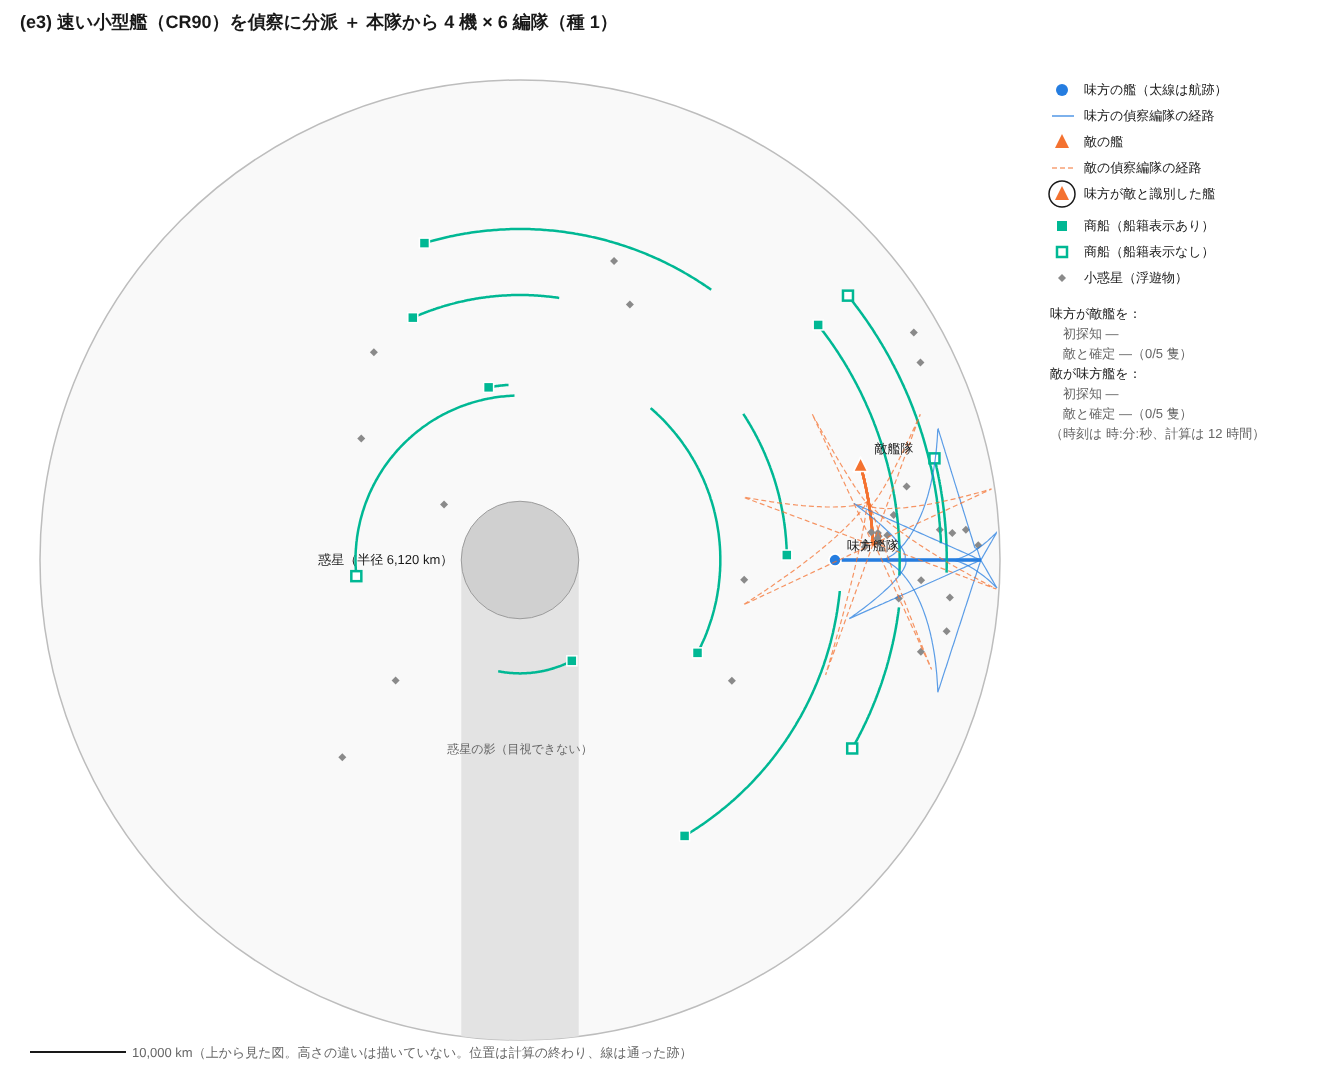 (e3) 速い小型艦（CR90）を偵察に分派 ＋ 本隊から 4 機 × 6 編隊（種 1）
味方の艦（太線は航跡）
味方の偵察編隊の経路
敵の艦
敵の偵察編隊の経路
味方が敵と識別した艦
商船（船籍表示あり）
商船（船籍表示なし）
小惑星（浮遊物）
味方が敵艦を：
初探知 —
敵と確定 —（0/5 隻）
敵が味方艦を：
初探知 —
敵と確定 —（0/5 隻）
（時刻は 時:分:秒、計算は 12 時間）
敵艦隊
味方艦隊
惑星（半径 6,120 km）
惑星の影（目視できない）
10,000 km（上から見た図。高さの違いは描いていない。位置は計算の終わり、線は通った跡）